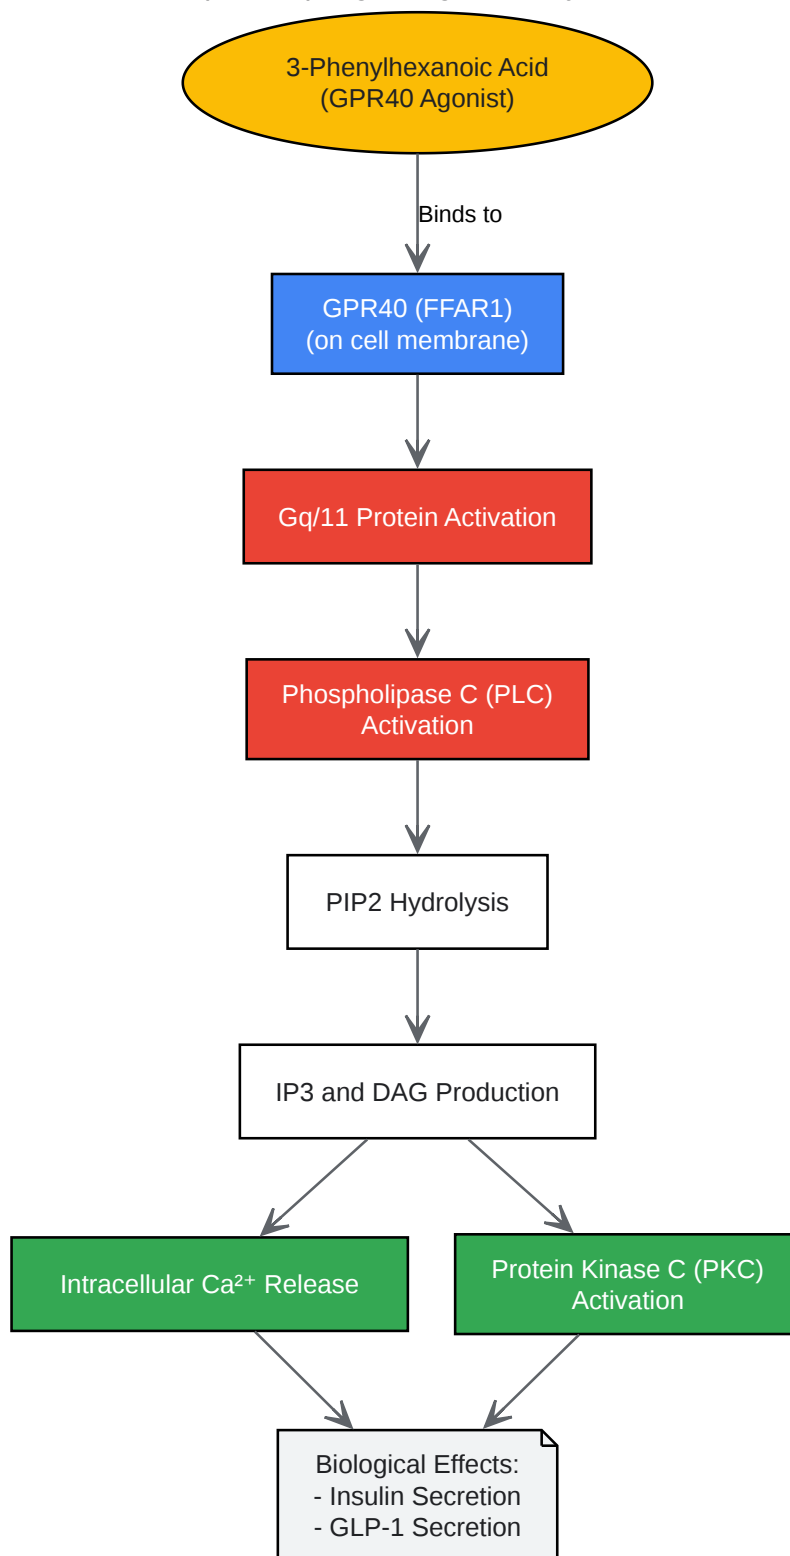 3-Phenylhexanoic Acid
(GPR40 Agonist)
Binds to
GPR40 (FFAR1)
(on cell membrane)
Gq/11 Protein Activation
Phospholipase C (PLC)
Activation
PIP2 Hydrolysis
IP3 and DAG Production
Intracellular Ca²⁺ Release
Protein Kinase C (PKC)
Activation
Biological Effects:
- Insulin Secretion
- GLP-1 Secretion